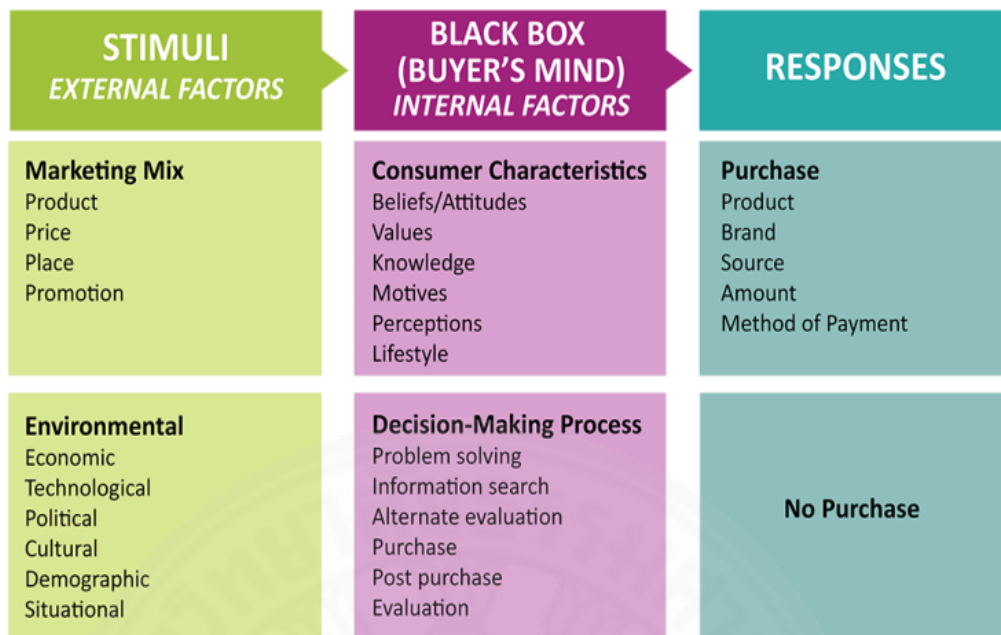 STIMULI
EXTERNAL FACTORS
BLACK BOX
(BUYER'S MIND)
INTERNAL FACTORS
RESPONSES
Marketing Mix
Product
Price
Place
Promotion
Consumer Characteristics
Beliefs/Attitudes
Values
Knowledge
Motives
Perceptions
Lifestyle
Purchase
Product
Brand
Source
Amount
Method of Payment
Environmental
Economic
Technological
Political
Cultural
Demographic
Situational
Decision-Making Process
Problem solving
Information search
Alternate evaluation
Purchase
Post purchase
Evaluation
No Purchase